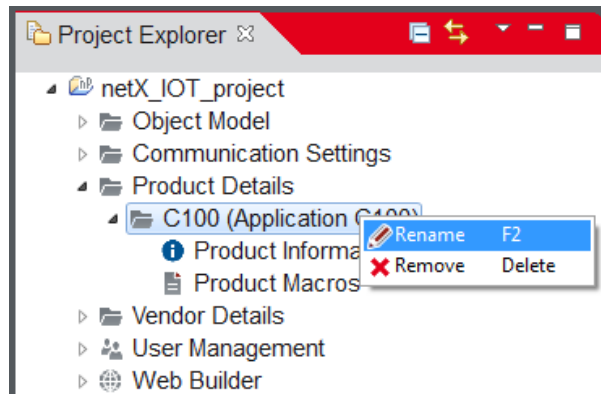 Project Explorer
netX_IOT_project
Object Model
Communication Settings
Product Details
C100 (Application C100)
Rename F2
Product Informa
Remove Delete
Product Macros
Vendor Details
User Management
Web Builder